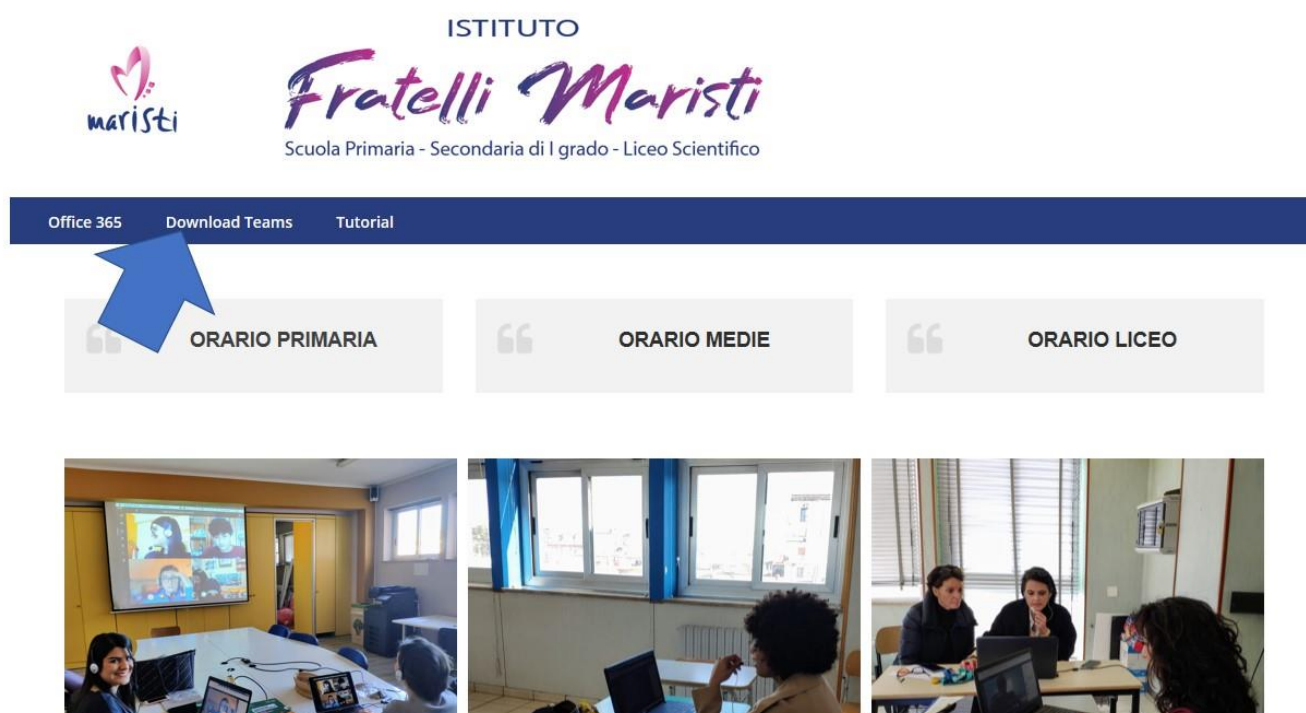 ISTITUTO
maristi
Fratelli Maristi
Scuola Primaria - Secondaria di I grado - Liceo Scientifico
Office 365 Download Teams Tutorial
ORARIO PRIMARIA ORARIO MEDIE ORARIO LICEO